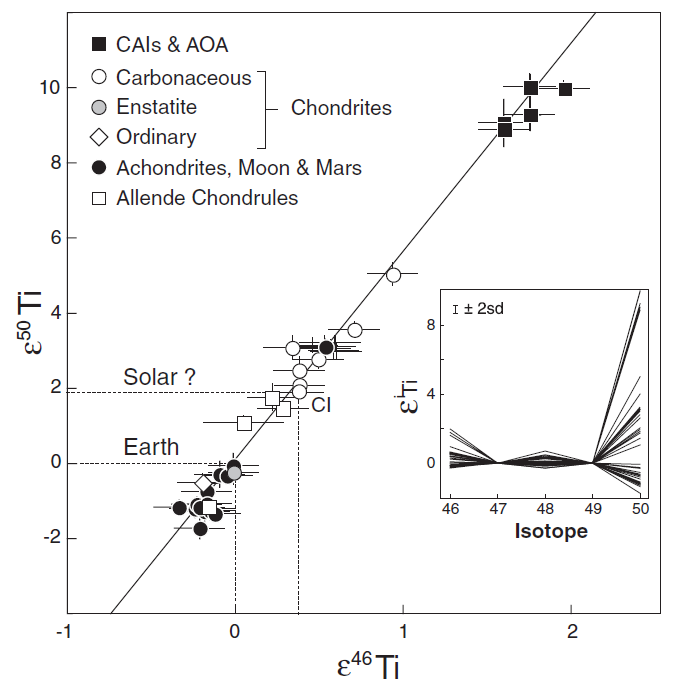 CAIs & AOA
Carbonaceous
Enstatite
Ordinary
Chondrites
Achondrites, Moon & Mars
Allende Chondrules
10
8
6
4
2
0
-2
ε50Ti
Solar ?
Earth
CI
-1
0
1
2
ε46Ti
± 2sd
8
4
0
εiTi
46
47
48
49
50
Isotope